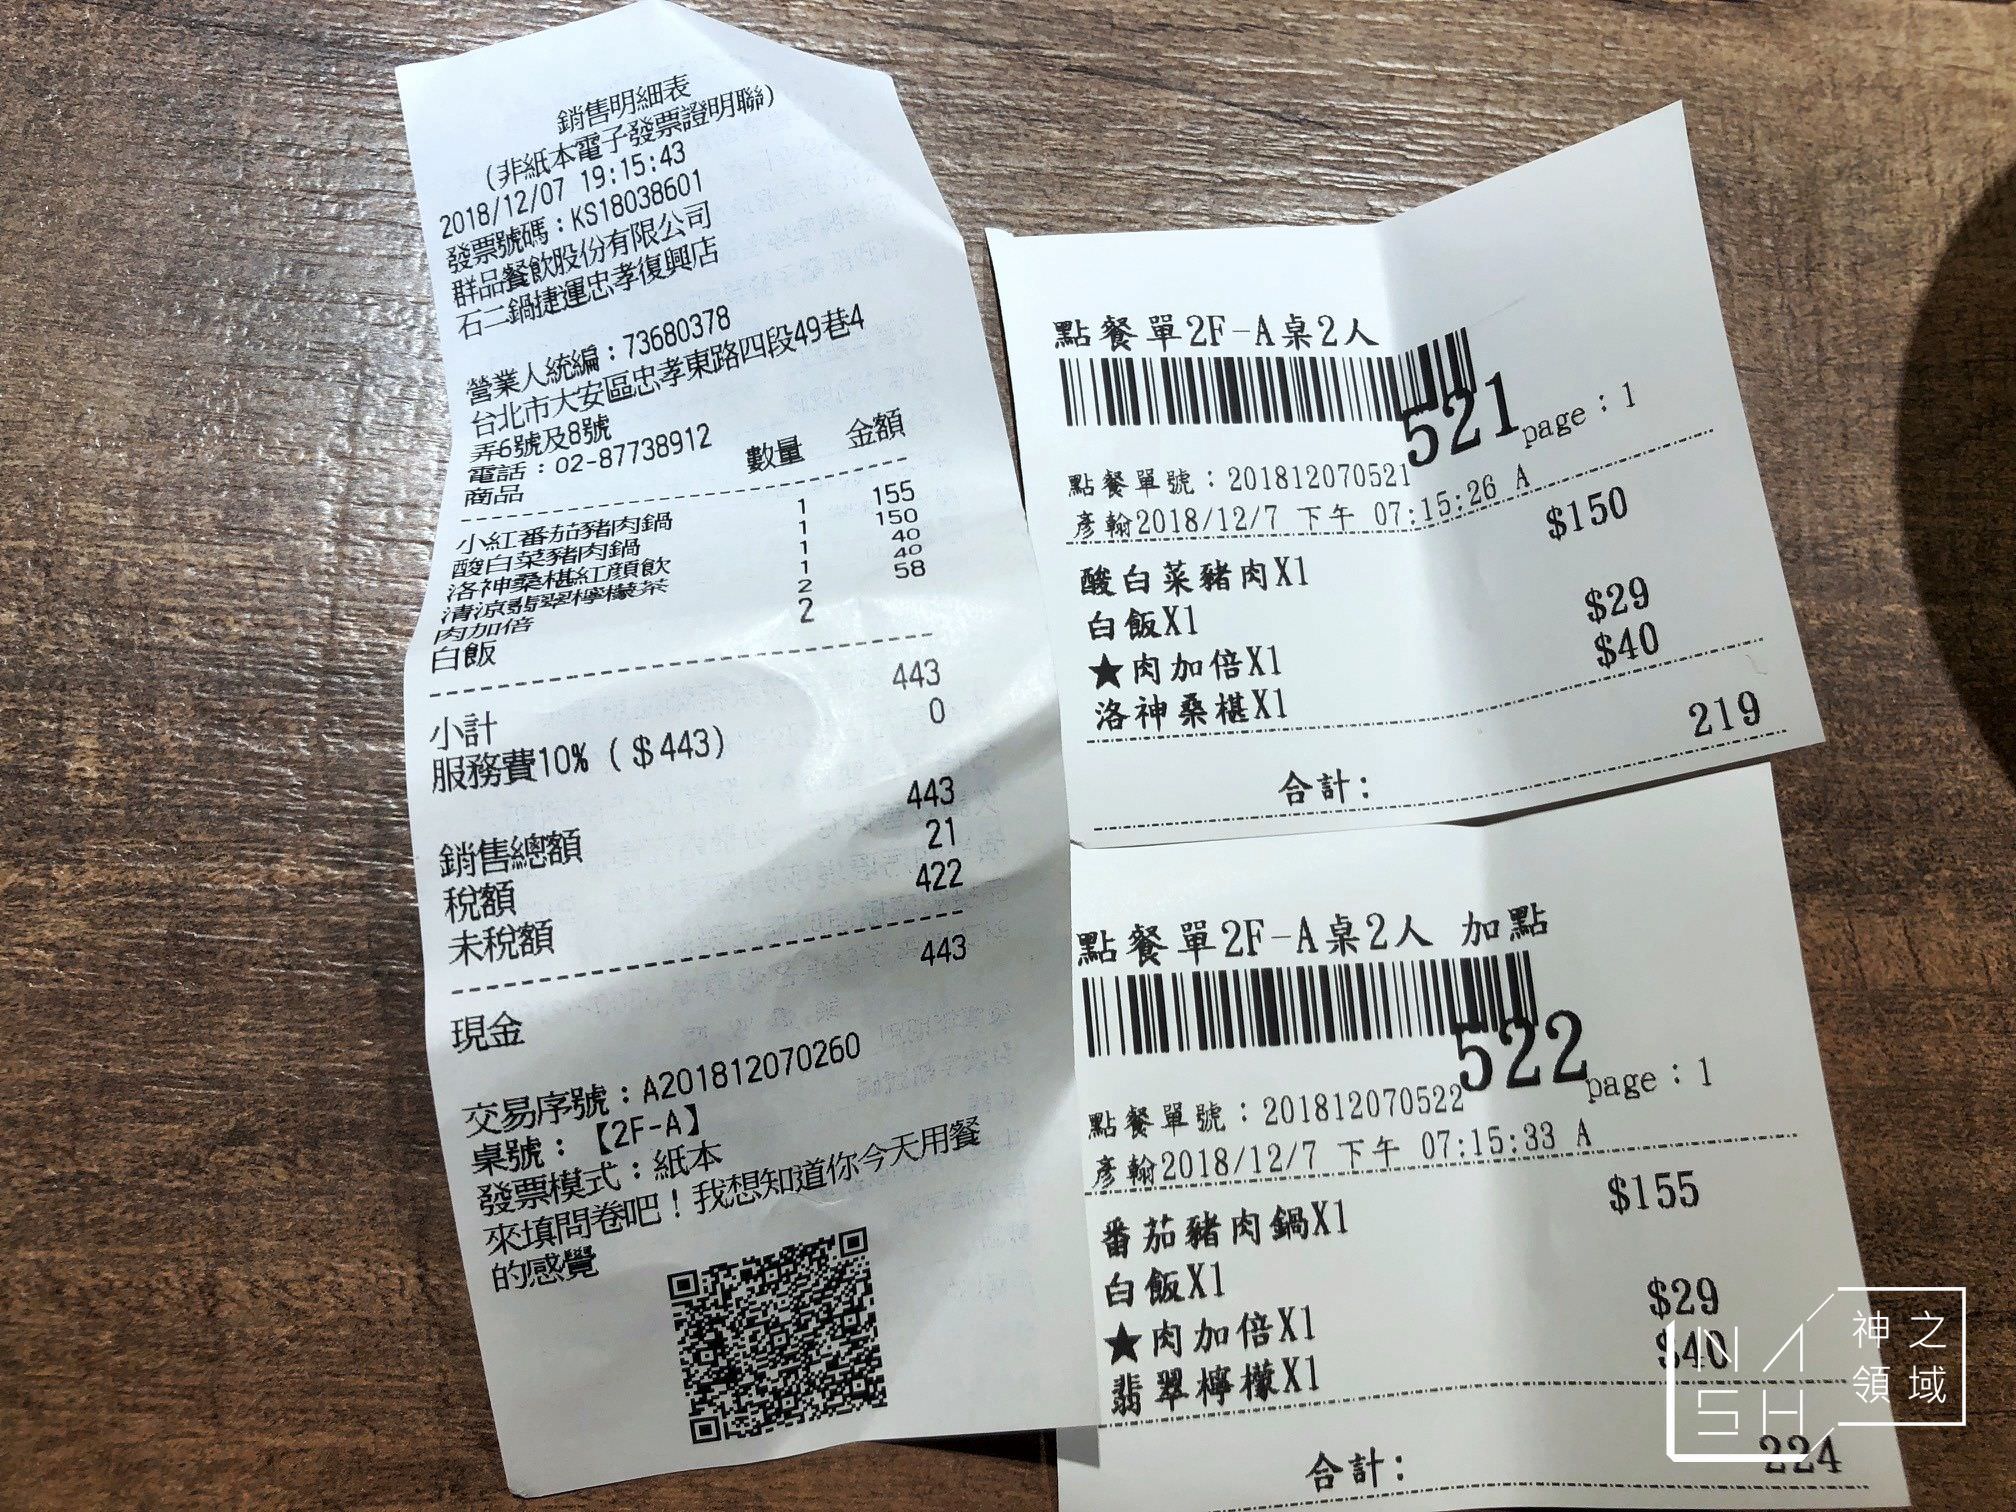 銷售明細表
(非紙本電子發票證明聯)
2018/12/07 19:15:43
發票號碼：KS18038601
群品餐飲股份有限公司
石二鍋捷運忠孝復興店
營業人統編：73680378
台北市大安區忠孝東路四段49巷4
弄6號及8號
電話：02-87738912
商品 數量 金額
小紅番茄豬肉鍋 1 155
酸白菜豬肉鍋 1 150
洛神桑椹紅顏飲 1 40
清涼翡翠檸檬茶 1 40
肉加倍 2 58
白飯 2
小計 443
服務費10% ($443) 0
銷售總額 443
稅額 21
未稅額 422
現金 443
交易序號：A201812070260
桌號：【2F-A】
發票模式：紙本
來填問卷吧！我想知道你今天用餐
的感覺
點餐單2F-A桌2人
521 page：1
點餐單號：201812070521
彥翰2018/12/7 下午 07:15:26 A
酸白菜豬肉X1 $150
白飯X1
★肉加倍X1 $29
洛神桑椹X1 $40
合計： 219
點餐單2F-A桌2人 加點
522 page：1
點餐單號：201812070522
彥翰2018/12/7 下午 07:15:33 A
番茄豬肉鍋X1 $155
白飯X1
★肉加倍X1 $29
翡翠檸檬X1 $40
合計： 224
NASH 神之領域